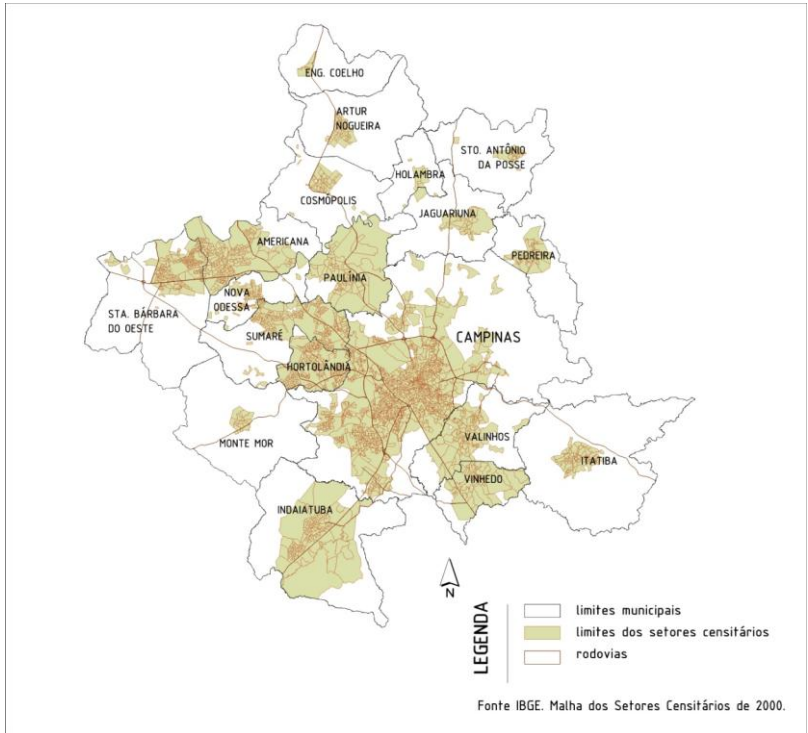 ENG. COELHO
ARTUR
NOGUEIRA
STO. ANTÔNIO
DA POSSE
HOLAMBRA
COSMÓPOLIS
JAGUARIUNA
AMERICANA
PEDREIRA
PAULÍNIA
NOVA
ODESSA
STA. BÁRBARA
DO OESTE
SUMARÉ
CAMPINAS
HORTOLÂNDIA
MONTE MOR
VALINHOS
ITATIBA
VINHEDO
INDAIATUBA
N
LEGENDA
limites municipais
limites dos setores censitários
rodovias
Fonte IBGE. Malha dos Setores Censitários de 2000.